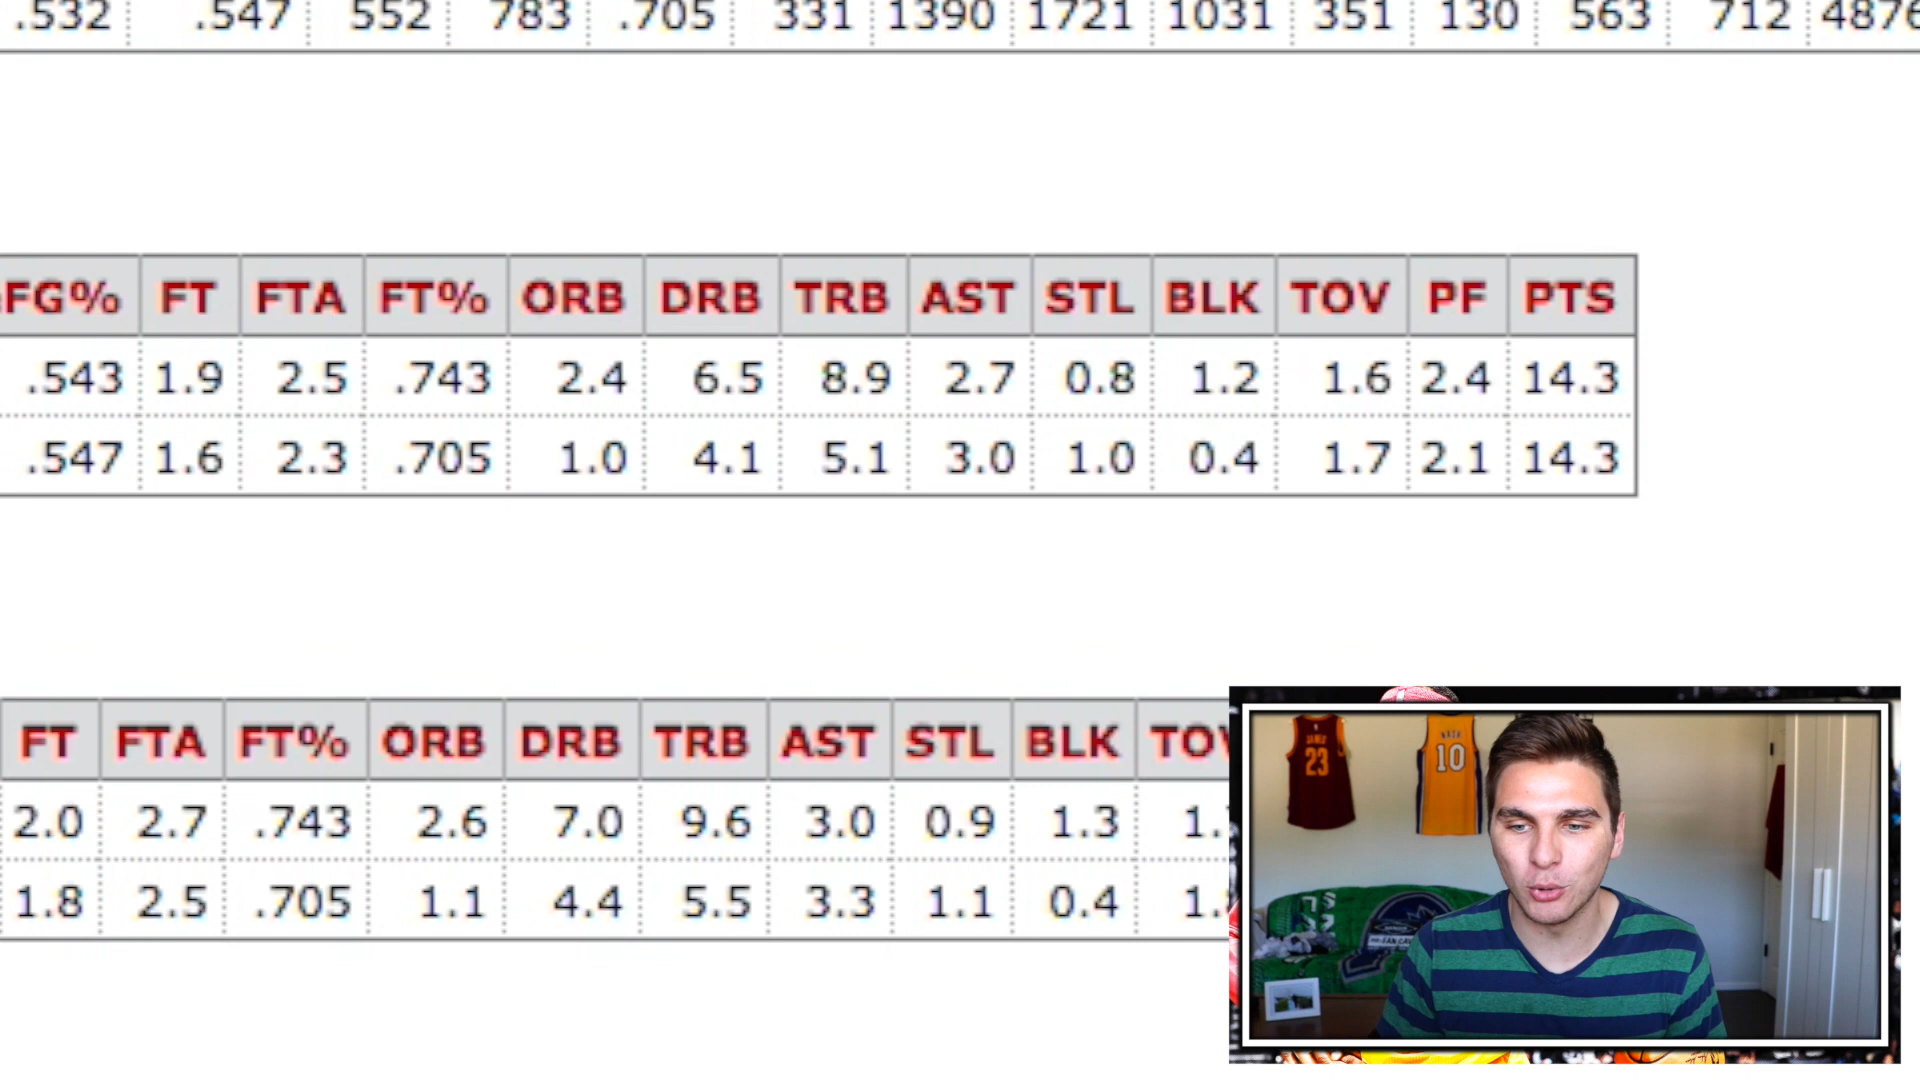 .532 .547 552 783 .705 331 1390 1721 1031 351 130 563 712 4876
FG% FT FTA FT% ORB DRB TRB AST STL BLK TOV PF PTS
.543 1.9 2.5 .743 2.4 6.5 8.9 2.7 0.8 1.2 1.6 2.4 14.3
.547 1.6 2.3 .705 1.0 4.1 5.1 3.0 1.0 0.4 1.7 2.1 14.3
FT FTA FT% ORB DRB TRB AST STL BLK TOV
2.0 2.7 .743 2.6 7.0 9.6 3.0 0.9 1.3 1.
1.8 2.5 .705 1.1 4.4 5.5 3.3 1.1 0.4 1.
JAMES
23
NASH
10